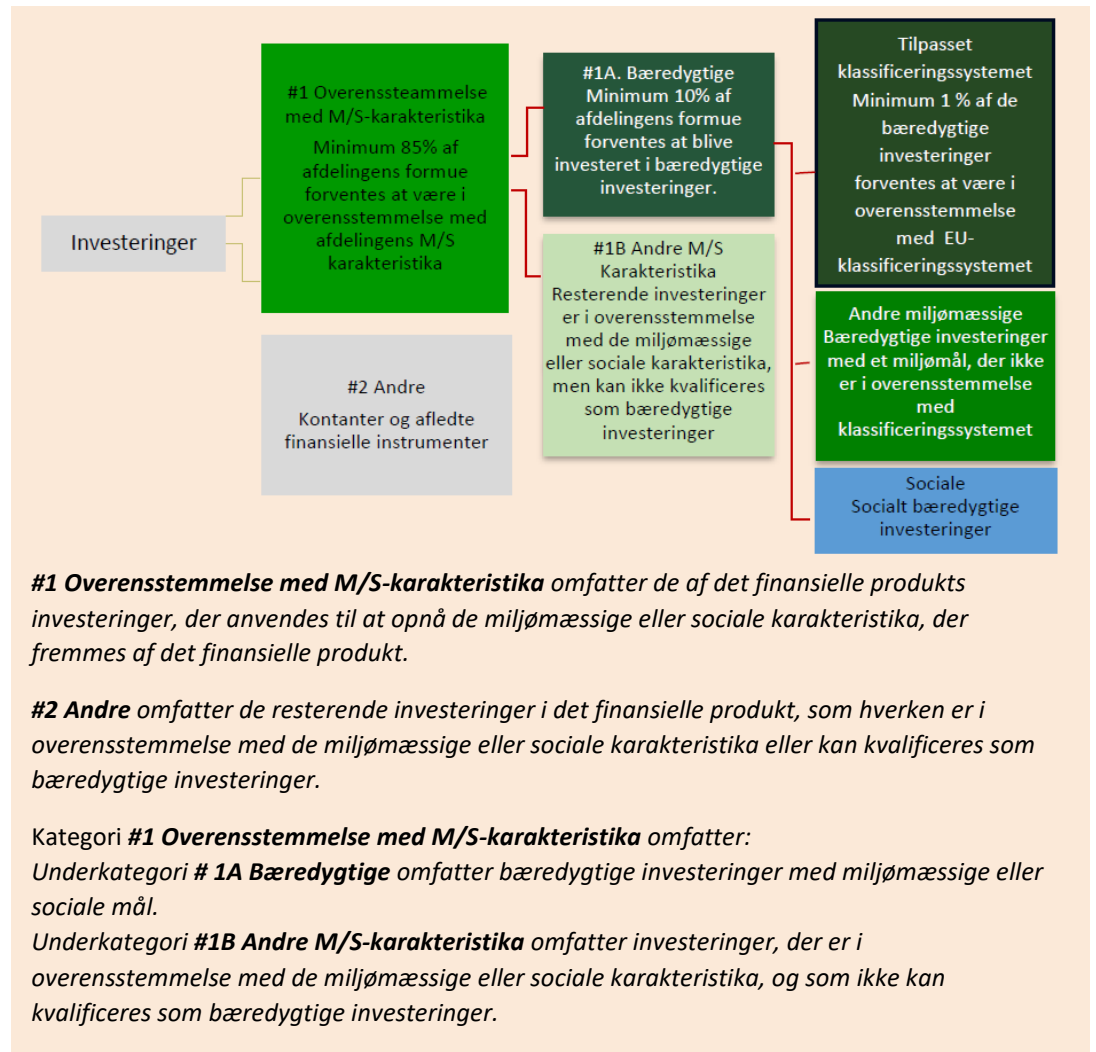 Investeringer
#1 Overenssteammelse
med M/S-karakteristika
Minimum 85% af
afdelingens formue
forventes at være i
overensstemmelse med
afdelingens M/S
karakteristika
#2 Andre
Kontanter og afledte
finansielle instrumenter
#1A. Bæredygtige
Minimum 10% af
afdelingens formue
forventes at blive
investeret i bæredygtige
investeringer.
#1B Andre M/S
Karakteristika
Resterende investeringer
er i overensstemmelse
med de miljømæssige
eller sociale karakteristika,
men kan ikke kvalificeres
som bæredygtige
investeringer
Tilpasset
klassificeringssystemet
Minimum 1 % af de
bæredygtige
investeringer
forventes at være i
overensstemmelse
med EU-
klassificeringssystemet
Andre miljømæssige
Bæredygtige investeringer
med et miljømål, der ikke
er i overensstemmelse
med
klassificeringssystemet
Sociale
Socialt bæredygtige
investeringer
#1 Overensstemmelse med M/S-karakteristika omfatter de af det finansielle produkts
investeringer, der anvendes til at opnå de miljømæssige eller sociale karakteristika, der
fremmes af det finansielle produkt.
#2 Andre omfatter de resterende investeringer i det finansielle produkt, som hverken er i
overensstemmelse med de miljømæssige eller sociale karakteristika eller kan kvalificeres som
bæredygtige investeringer.
Kategori #1 Overensstemmelse med M/S-karakteristika omfatter:
Underkategori # 1A Bæredygtige omfatter bæredygtige investeringer med miljømæssige eller
sociale mål.
Underkategori #1B Andre M/S-karakteristika omfatter investeringer, der er i
overensstemmelse med de miljømæssige eller sociale karakteristika, og som ikke kan
kvalificeres som bæredygtige investeringer.